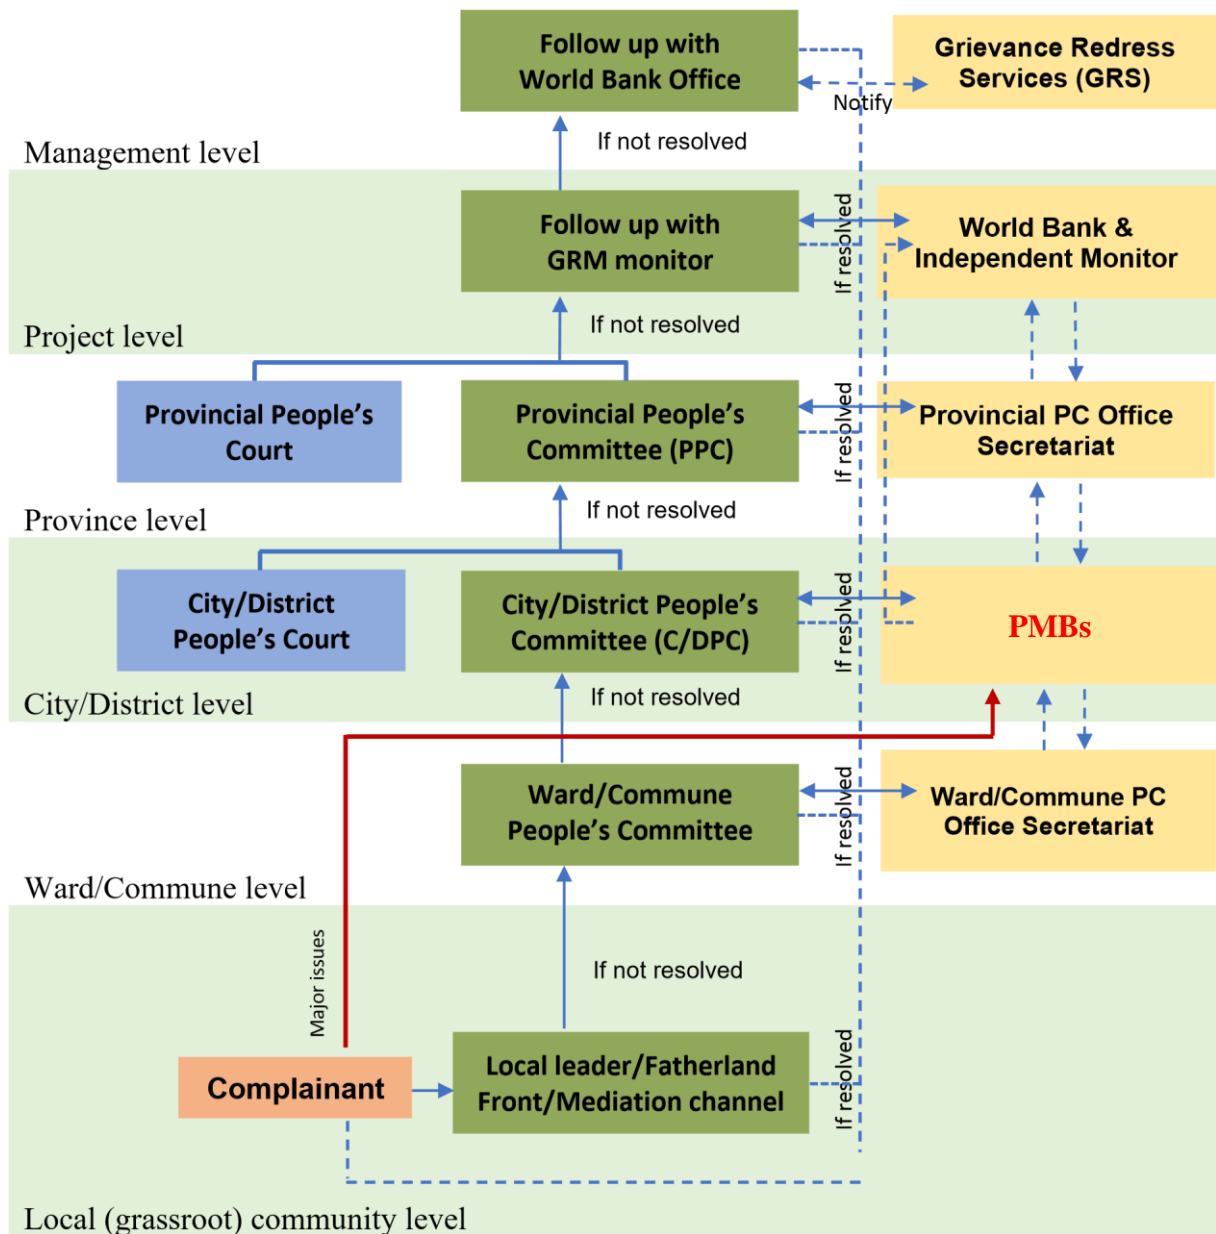 Follow up with
World Bank Office
Grievance Redress
Services (GRS)
Notify
If not resolved
Management level
Follow up with
GRM monitor
If resolved
World Bank &
Independent Monitor
If not resolved
Project level
Provincial People’s
Court
Provincial People’s
Committee (PPC)
If resolved
Provincial PC Office
Secretariat
If not resolved
Province level
City/District
People’s Court
City/District People’s
Committee (C/DPC)
If resolved
PMBs
If not resolved
City/District level
Ward/Commune
People’s Committee
If resolved
Ward/Commune PC
Office Secretariat
Ward/Commune level
Major issues
If not resolved
Complainant
Local leader/Fatherland
Front/Mediation channel
If resolved
Local (grassroot) community level